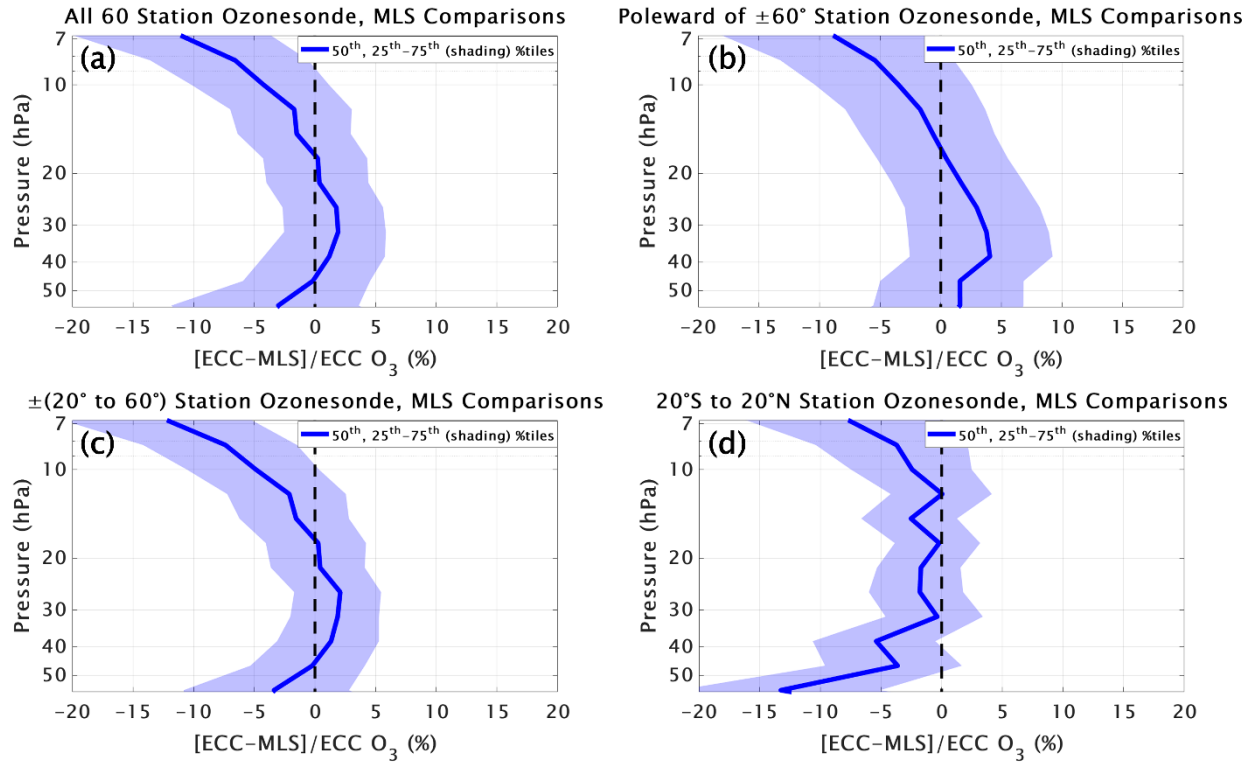 All 60 Station Ozonesonde, MLS Comparisons
(a)
50th, 25th-75th (shading) %tiles
Pressure (hPa)
7
10
20
30
40
50
-20 -15 -10 -5 0 5 10 15 20
[ECC-MLS]/ECC O3 (%)
Poleward of ±60° Station Ozonesonde, MLS Comparisons
(b)
50th, 25th-75th (shading) %tiles
Pressure (hPa)
7
10
20
30
40
50
-20 -15 -10 -5 0 5 10 15 20
[ECC-MLS]/ECC O3 (%)
±(20° to 60°) Station Ozonesonde, MLS Comparisons
(c)
50th, 25th-75th (shading) %tiles
Pressure (hPa)
7
10
20
30
40
50
-20 -15 -10 -5 0 5 10 15 20
[ECC-MLS]/ECC O3 (%)
20°S to 20°N Station Ozonesonde, MLS Comparisons
(d)
50th, 25th-75th (shading) %tiles
Pressure (hPa)
7
10
20
30
40
50
-20 -15 -10 -5 0 5 10 15 20
[ECC-MLS]/ECC O3 (%)